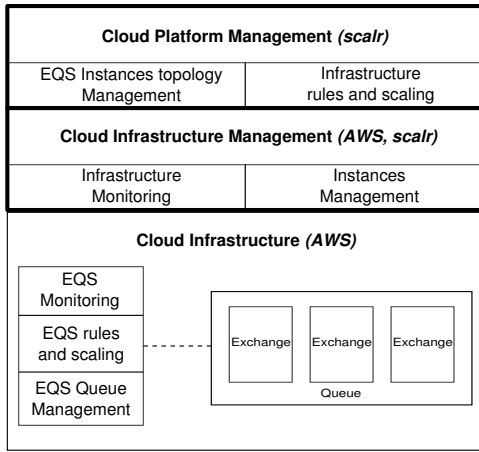 Cloud Platform Management (scalr)
EQS Instances topology
Management
Infrastructure
rules and scaling
Cloud Infrastructure Management (AWS, scalr)
Infrastructure
Monitoring
Instances
Management
Cloud Infrastructure (AWS)
EQS
Monitoring
EQS rules
and scaling
EQS Queue
Management
Exchange
Exchange
Exchange
Queue